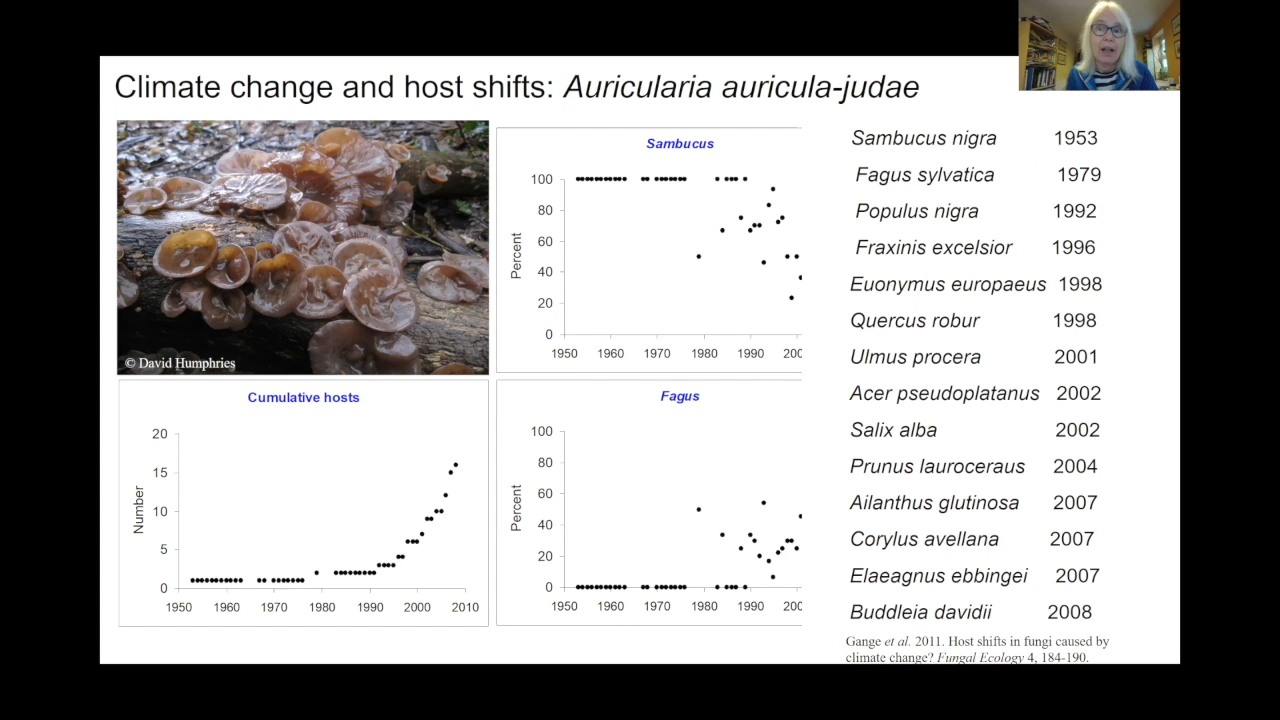 Climate change and host shifts: Auricularia auricula-judae
© David Humphries
Sambucus
Percent
100
80
60
40
20
0
1950 1960 1970 1980 1990 200
Cumulative hosts
Number
20
15
10
5
0
1950 1960 1970 1980 1990 2000 2010
Fagus
Percent
100
80
60
40
20
0
1950 1960 1970 1980 1990 200
Sambucus nigra 1953
Fagus sylvatica 1979
Populus nigra 1992
Fraxinis excelsior 1996
Euonymus europaeus 1998
Quercus robur 1998
Ulmus procera 2001
Acer pseudoplatanus 2002
Salix alba 2002
Prunus lauroceraus 2004
Ailanthus glutinosa 2007
Corylus avellana 2007
Elaeagnus ebbingei 2007
Buddleia davidii 2008
Gange et al. 2011. Host shifts in fungi caused by
climate change? Fungal Ecology 4, 184-190.